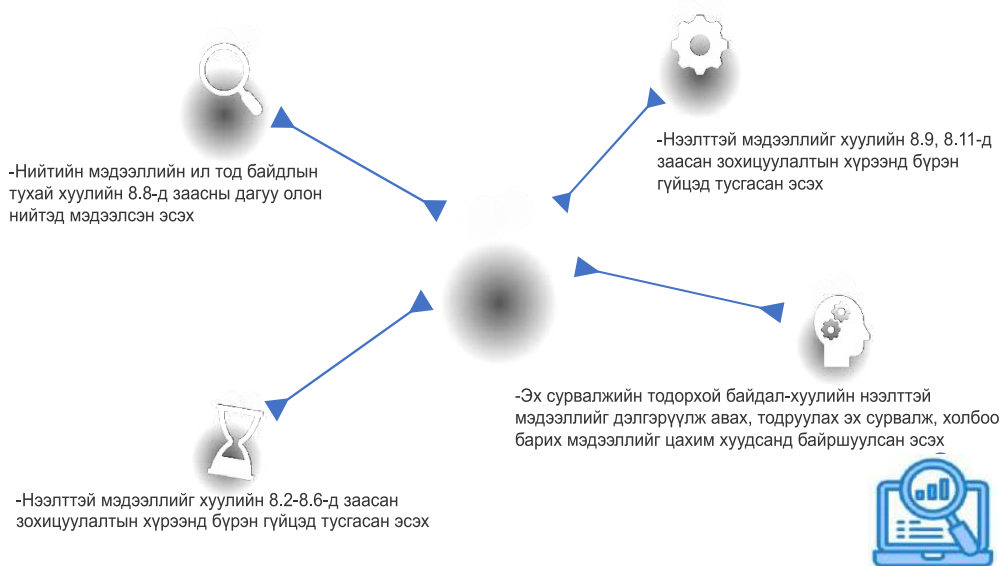 -Нийтийн мэдээллийн ил тод байдлын
тухай хуулийн 8.8-д заасны дагуу олон
нийтэд мэдээлсэн эсэх
-Нээлттэй мэдээллийг хуулийн 8.9, 8.11-д
заасан зохицуулалтын хүрээнд бүрэн
гүйцэд тусгасан эсэх
-Эх сурвалжийн тодорхой байдал-хуулийн нээлттэй
мэдээллийг дэлгэрүүлж авах, тодруулах эх сурвалж, холбоо
барих мэдээллийг цахим хуудсанд байршуулсан эсэх
-Нээлттэй мэдээллийг хуулийн 8.2-8.6-д заасан
зохицуулалтын хүрээнд бүрэн гүйцэд тусгасан эсэх